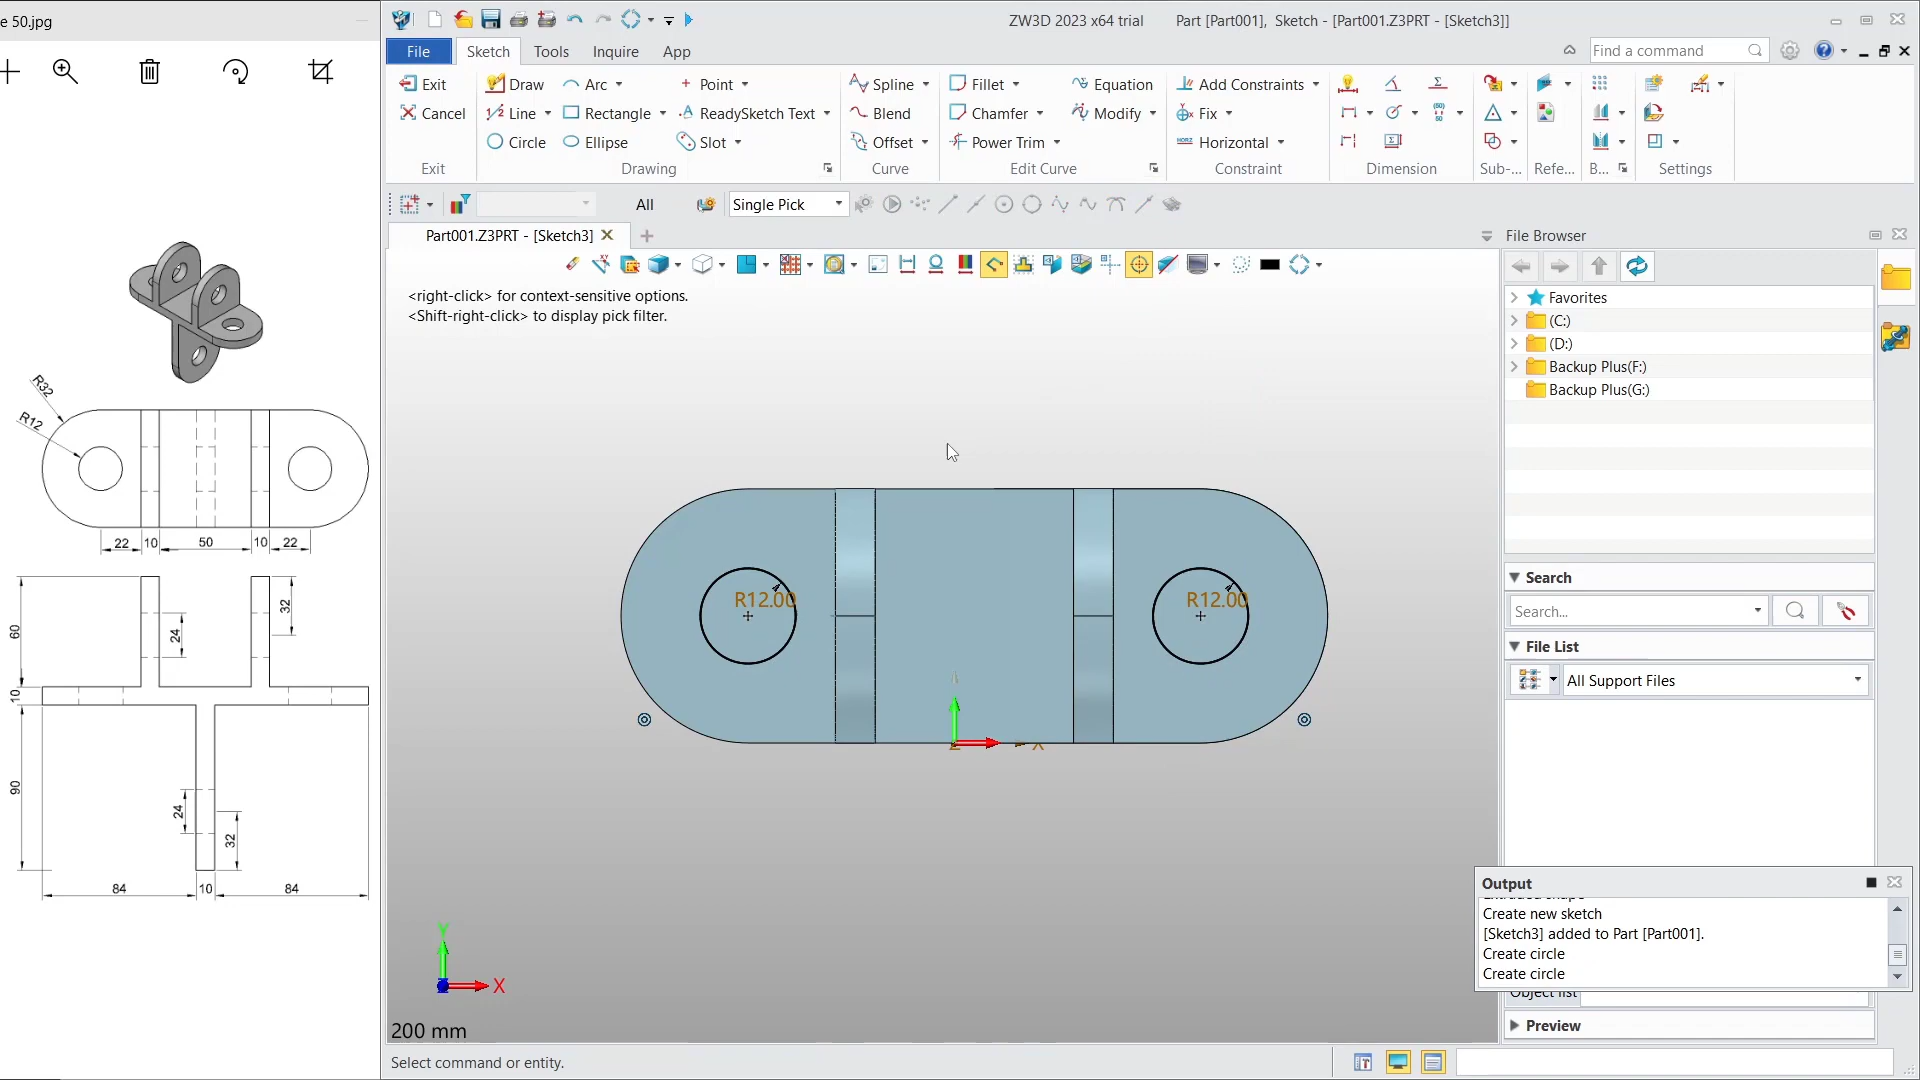 e 50.jpg
ZW3D 2023 x64 trial
Part [Part001], Sketch - [Part001.Z3PRT - [Sketch3]]
File
Sketch
Tools
Inquire
Montage App
Find a command
Exit
Draw
Arc
Point
Spline
Fillet
Equation
Add Constraints
Cancel
Line
Rectangle
ReadySketch Text
Blend
Chamfer
Modify
Fix
Circle
Ellipse
Slot
Offset
Power Trim
Horizontal
Exit
Drawing
Curve
Edit Curve
Constraint
Dimension
Sub-...
Refe...
B...
Settings
All
Single Pick
Part001.Z3PRT - [Sketch3]
File Browser
<right-click> for context-sensitive options.
<Shift-right-click> to display pick filter.
Favorites
(C:)
(D:)
Backup Plus(F:)
Backup Plus(G:)
R32
R12
22
10
50
10
22
60
24
32
10
90
24
32
84
10
84
R12.00
R12.00
X
Y
X
200 mm
Search
Search...
File List
All Support Files
Output
Extruded shape
Create new sketch
[Sketch3] added to Part [Part001].
Create circle
Create circle
Object list
Preview
Select command or entity.